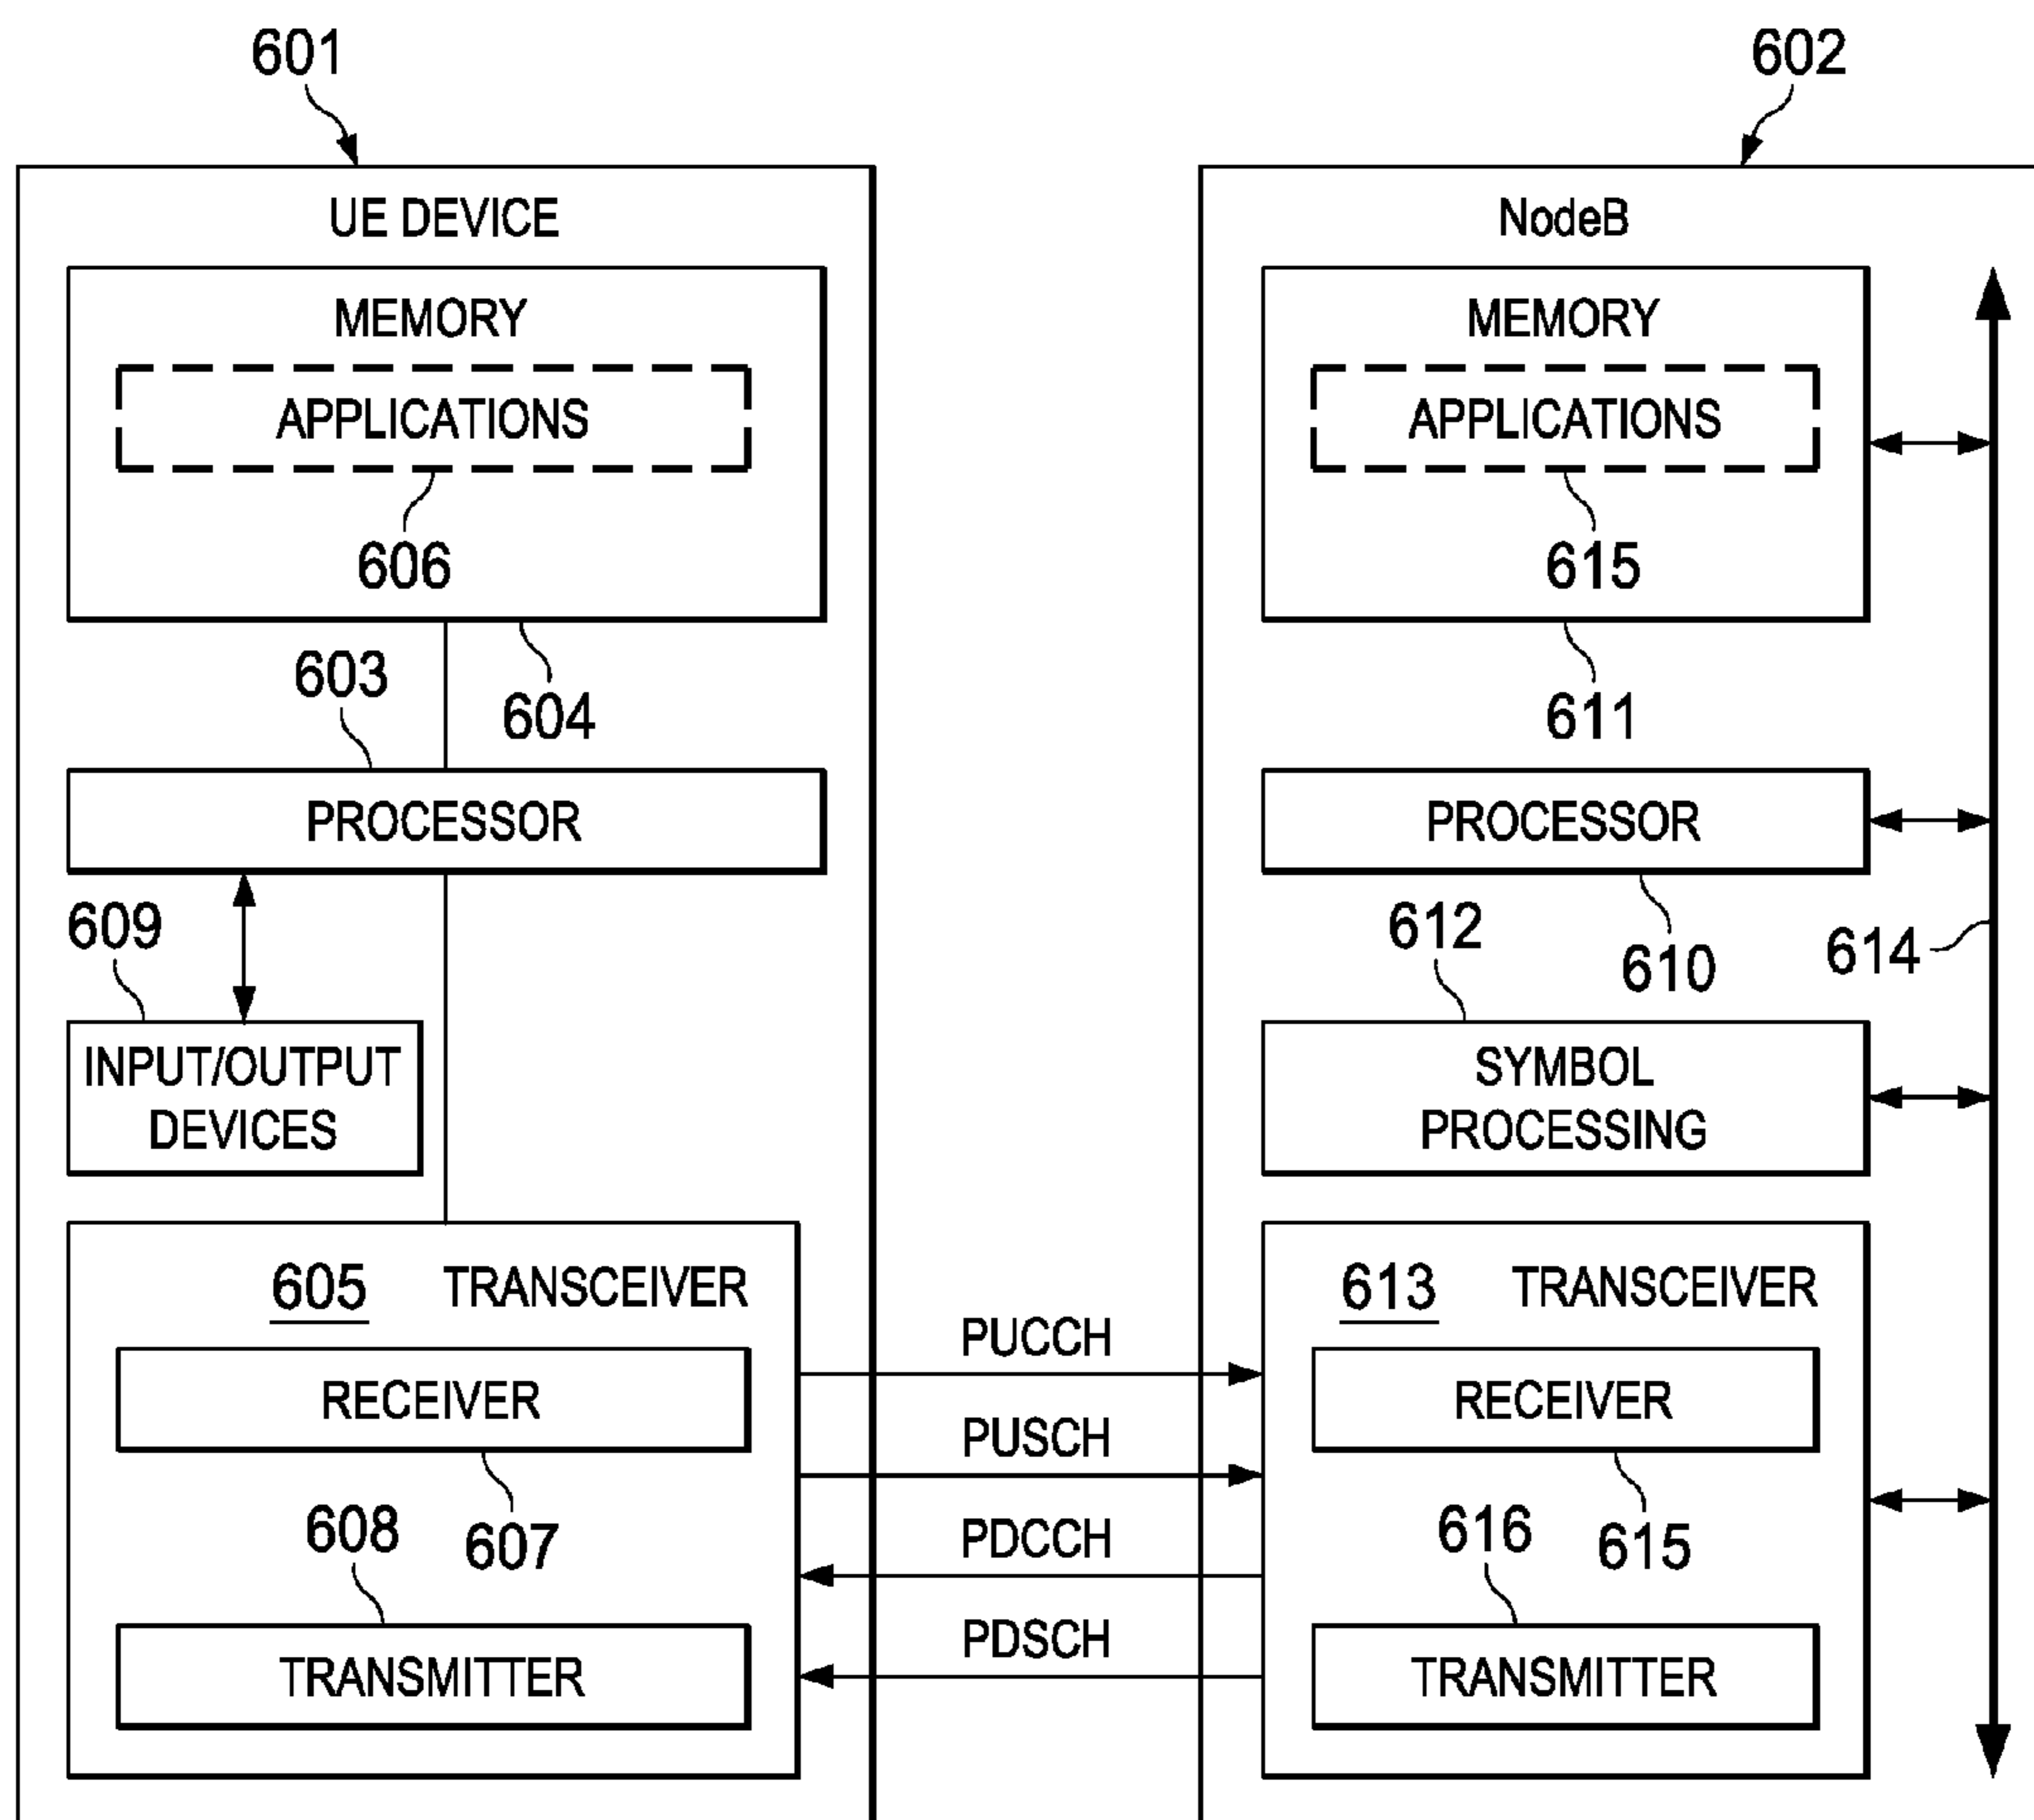 601
602
UE DEVICE
NodeB
MEMORY
APPLICATIONS
606
604
603
PROCESSOR
609
INPUT/OUTPUT
DEVICES
605 TRANSCEIVER
RECEIVER
607
608
TRANSMITTER
PUCCH
PUSCH
PDCCH
PDSCH
MEMORY
APPLICATIONS
615
611
PROCESSOR
610
614
612
SYMBOL
PROCESSING
613 TRANSCEIVER
RECEIVER
615
616
TRANSMITTER